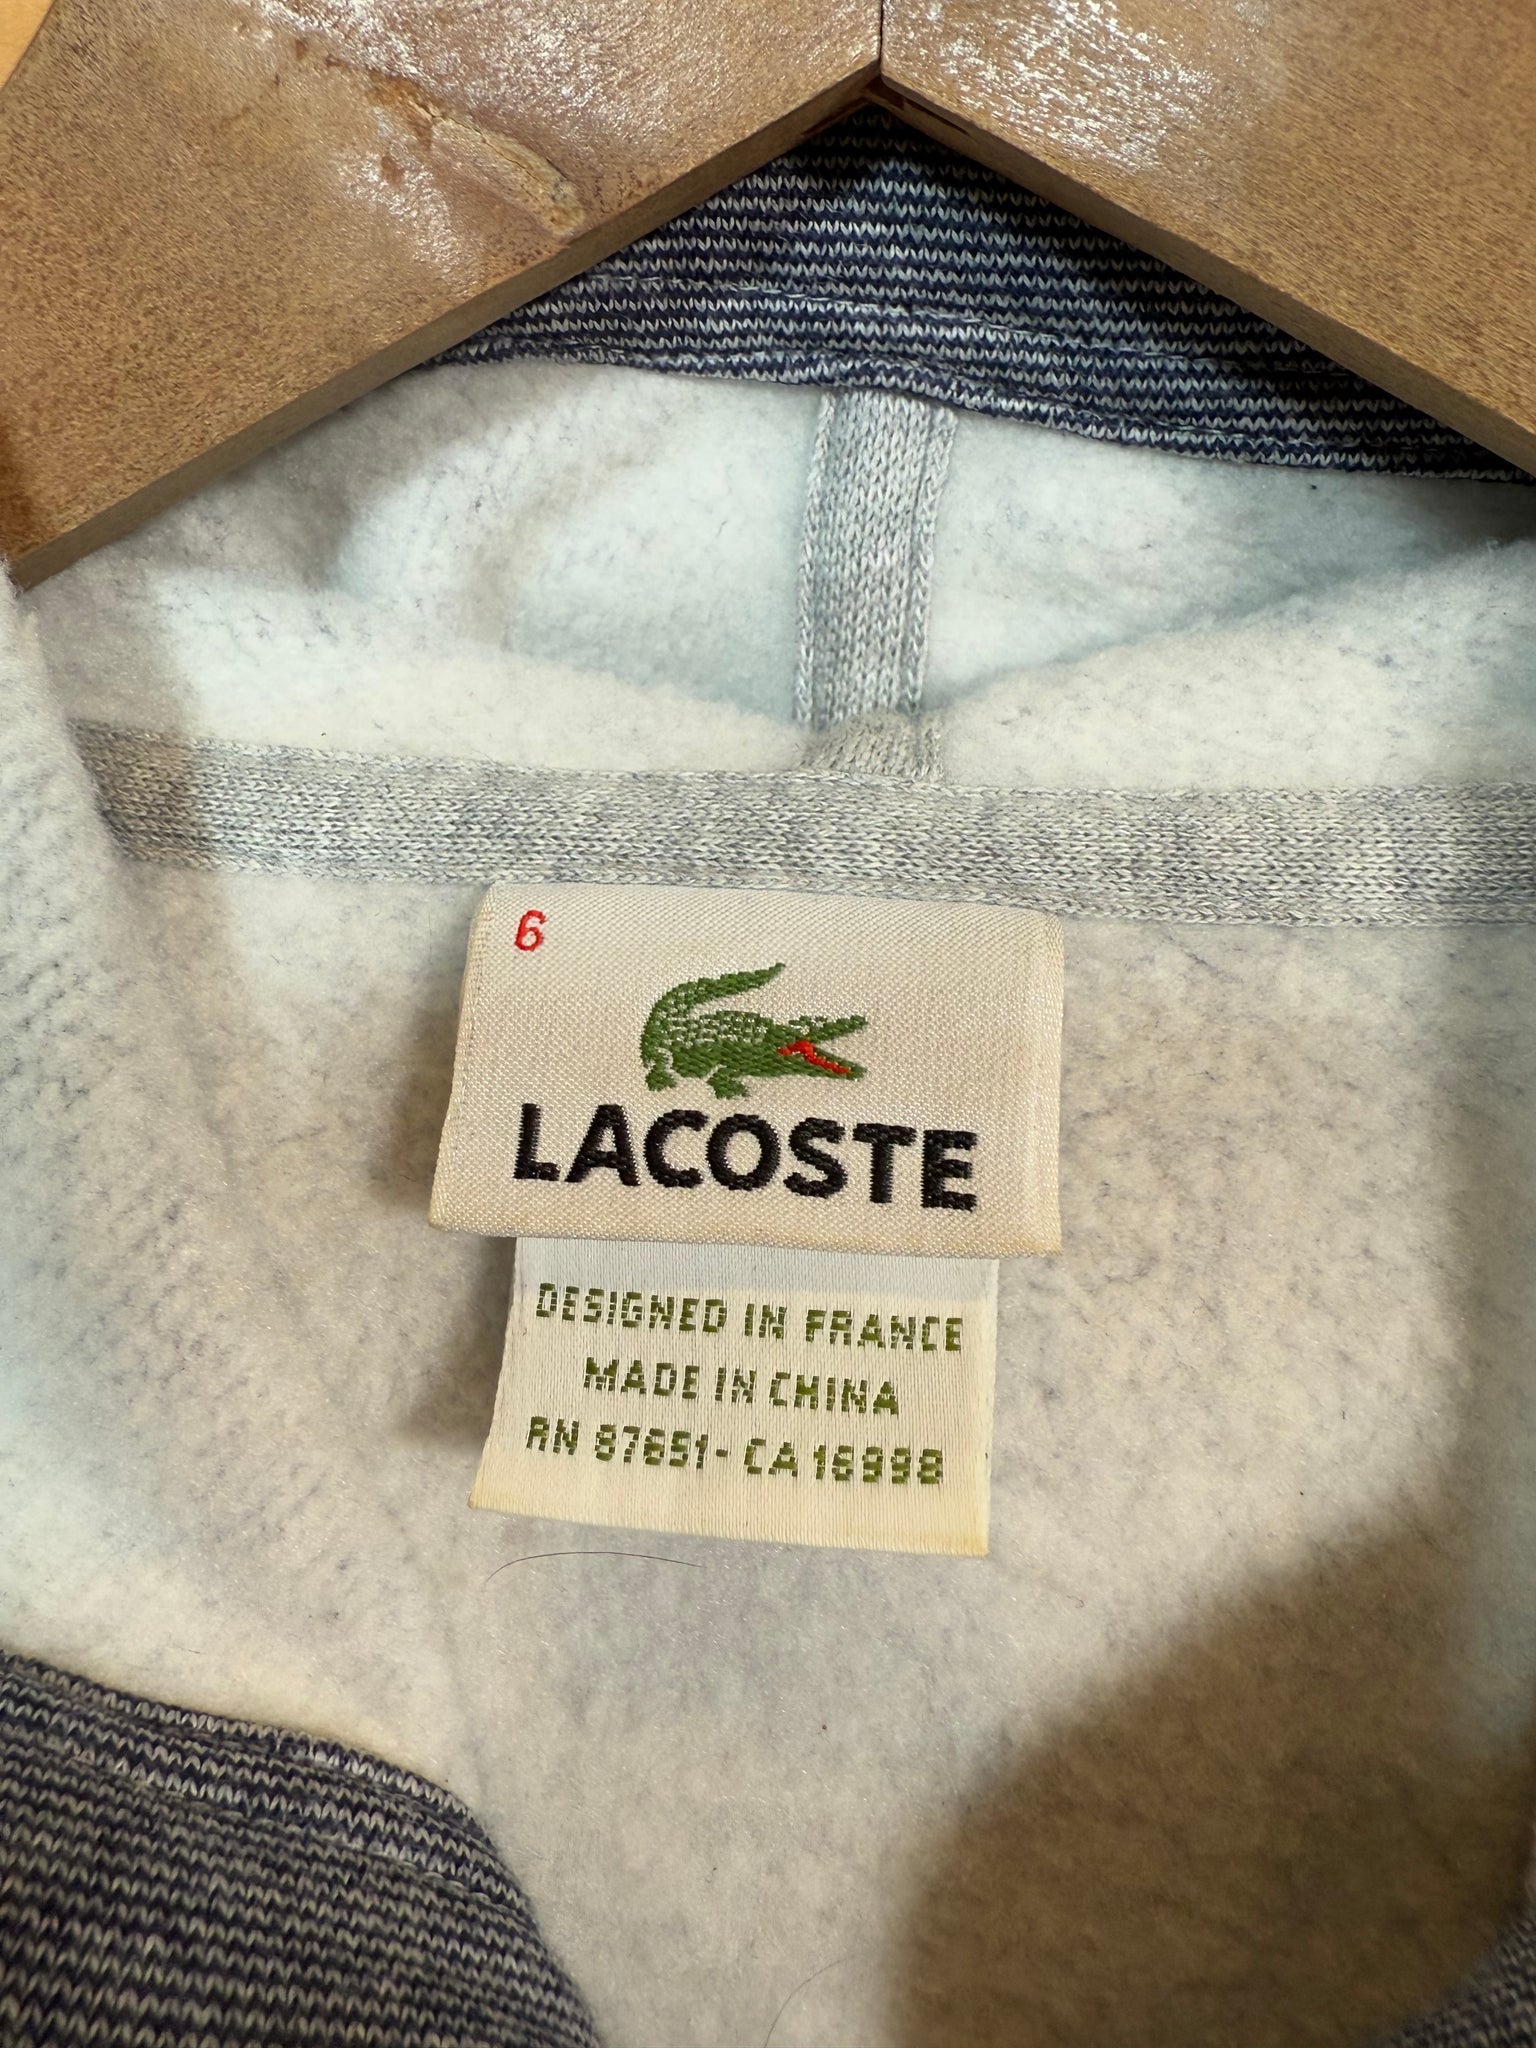 6
LACOSTE
DESIGNED IN FRANCE
MADE IN CHINA
RN 87651- CA 16998